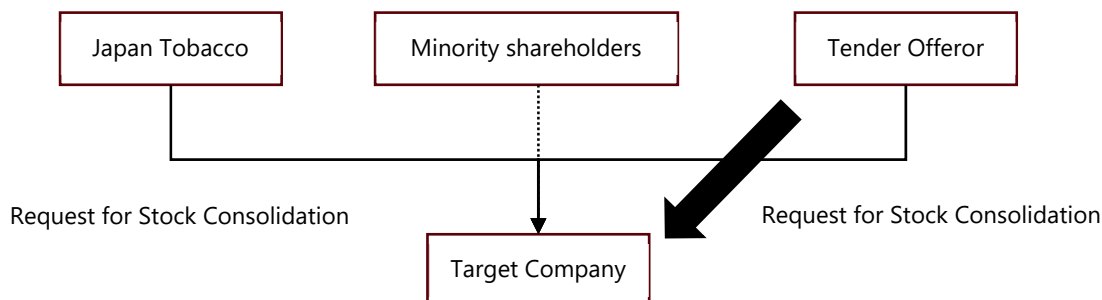 Japan Tobacco
Minority shareholders
Tender Offeror
Request for Stock Consolidation
Request for Stock Consolidation
Target Company